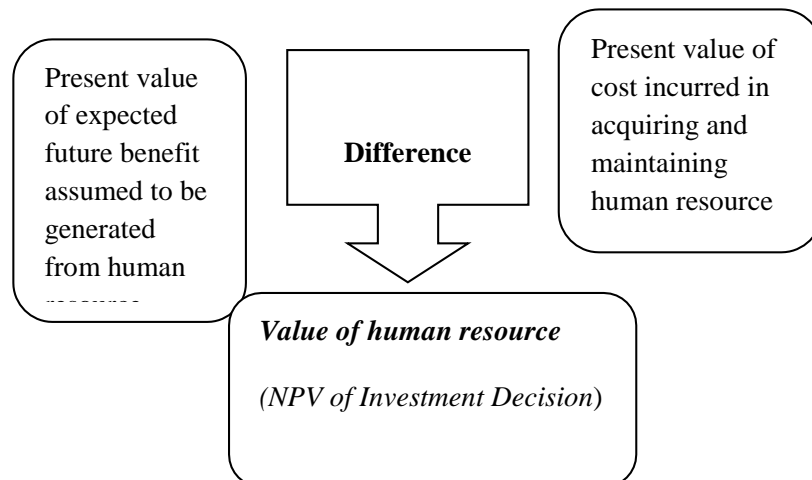 Present value
of expected
future benefit
assumed to be
generated
from human
Difference
Present value of
cost incurred in
acquiring and
maintaining
human resource
Value of human resource
(NPV of Investment Decision)